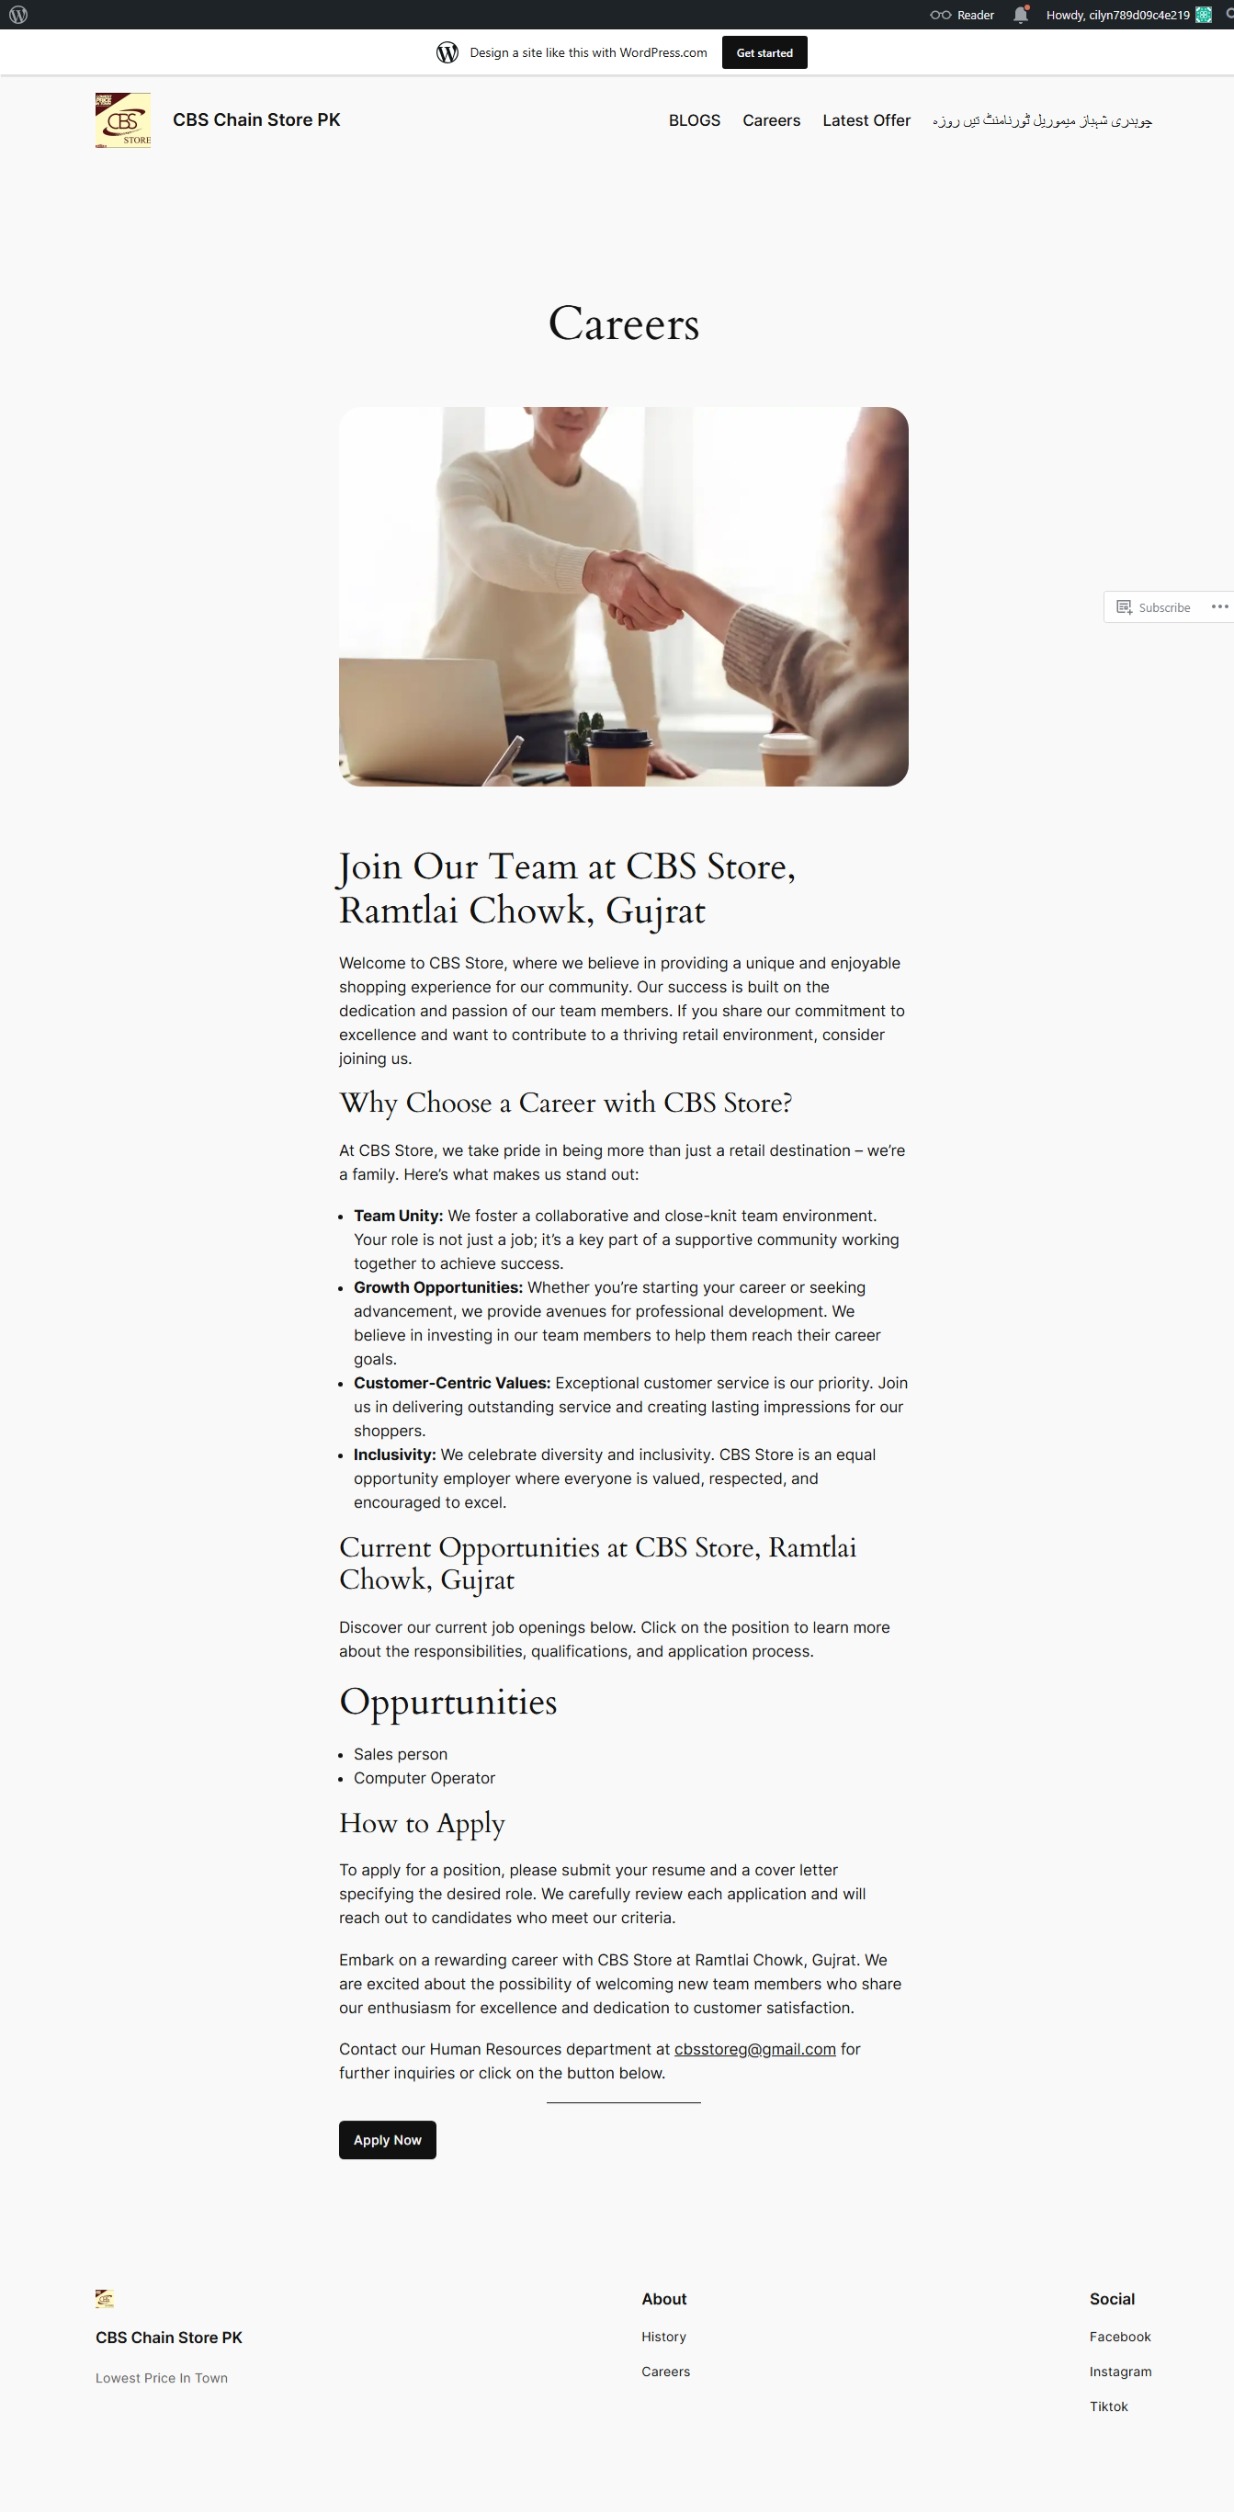 Reader
Howdy, cilyn789d09c4e219
Design a site like this with WordPress.com
Get started
CBS
STORE
CBS Chain Store PK
BLOGS
Careers
Latest Offer
چوہدری شہباز میموریل ٹورنامنٹ تیں روزہ
Careers
Subscribe
Join Our Team at CBS Store,
Ramtlai Chowk, Gujrat
Welcome to CBS Store, where we believe in providing a unique and enjoyable
shopping experience for our community. Our success is built on the
dedication and passion of our team members. If you share our commitment to
excellence and want to contribute to a thriving retail environment, consider
joining us.
Why Choose a Career with CBS Store?
At CBS Store, we take pride in being more than just a retail destination – we’re
a family. Here’s what makes us stand out:
Team Unity: We foster a collaborative and close-knit team environment.
Your role is not just a job; it’s a key part of a supportive community working
together to achieve success.
Growth Opportunities: Whether you’re starting your career or seeking
advancement, we provide avenues for professional development. We
believe in investing in our team members to help them reach their career
goals.
Customer-Centric Values: Exceptional customer service is our priority. Join
us in delivering outstanding service and creating lasting impressions for our
shoppers.
Inclusivity: We celebrate diversity and inclusivity. CBS Store is an equal
opportunity employer where everyone is valued, respected, and
encouraged to excel.
Current Opportunities at CBS Store, Ramtlai
Chowk, Gujrat
Discover our current job openings below. Click on the position to learn more
about the responsibilities, qualifications, and application process.
Oppurtunities
Sales person
Computer Operator
How to Apply
To apply for a position, please submit your resume and a cover letter
specifying the desired role. We carefully review each application and will
reach out to candidates who meet our criteria.
Embark on a rewarding career with CBS Store at Ramtlai Chowk, Gujrat. We
are excited about the possibility of welcoming new team members who share
our enthusiasm for excellence and dedication to customer satisfaction.
Contact our Human Resources department at cbsstoreg@gmail.com for
further inquiries or click on the button below.
Apply Now
CBS Chain Store PK
Lowest Price In Town
About
History
Careers
Social
Facebook
Instagram
Tiktok